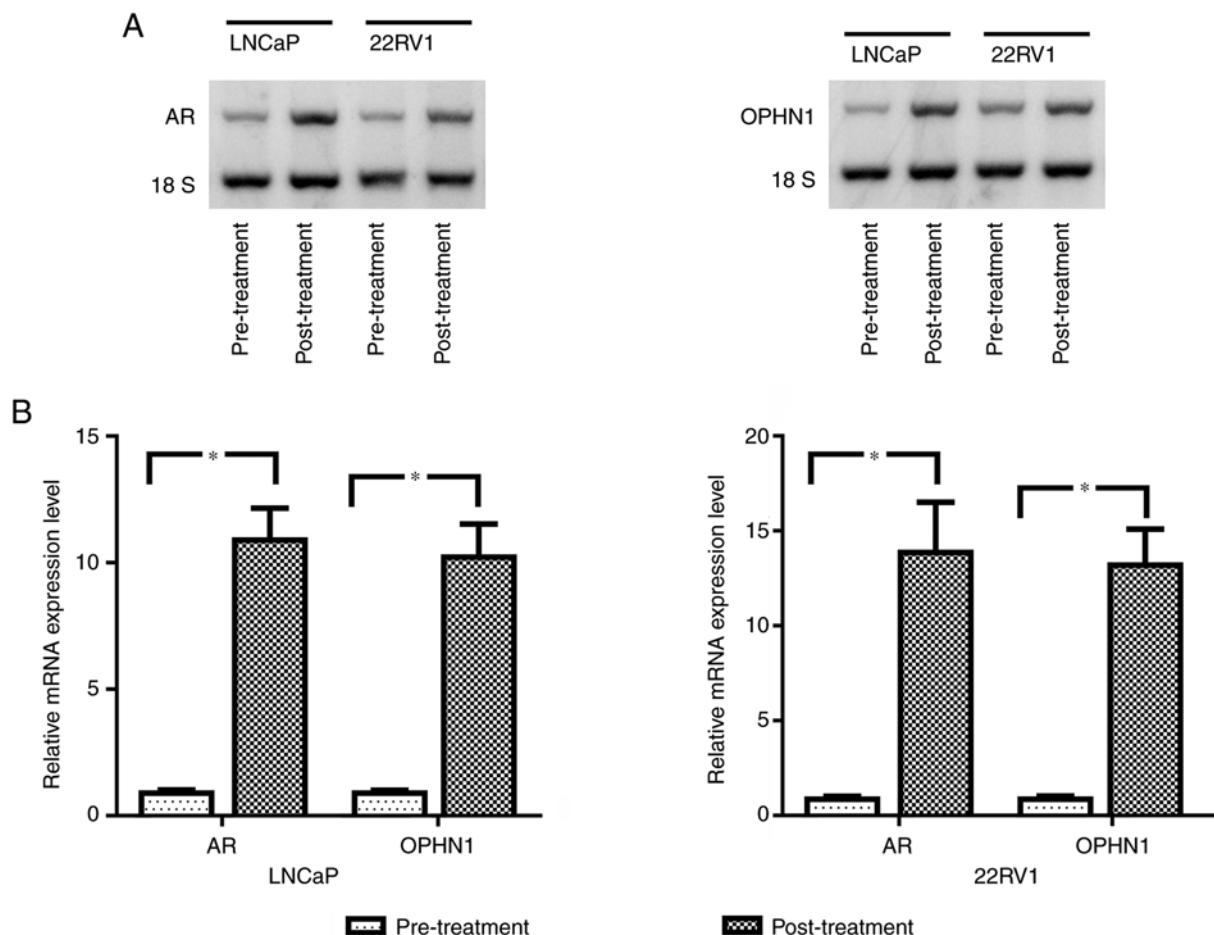 A
LNCaP 22RV1
AR
18 S
Pre-treatment
Post-treatment
Pre-treatment
Post-treatment
LNCaP 22RV1
OPHN1
18 S
Pre-treatment
Post-treatment
Pre-treatment
Post-treatment
B
Relative mRNA expression level
15
10
5
0
*
*
AR OPHN1
LNCaP
Relative mRNA expression level
20
15
10
5
0
*
*
AR OPHN1
22RV1
Pre-treatment Post-treatment